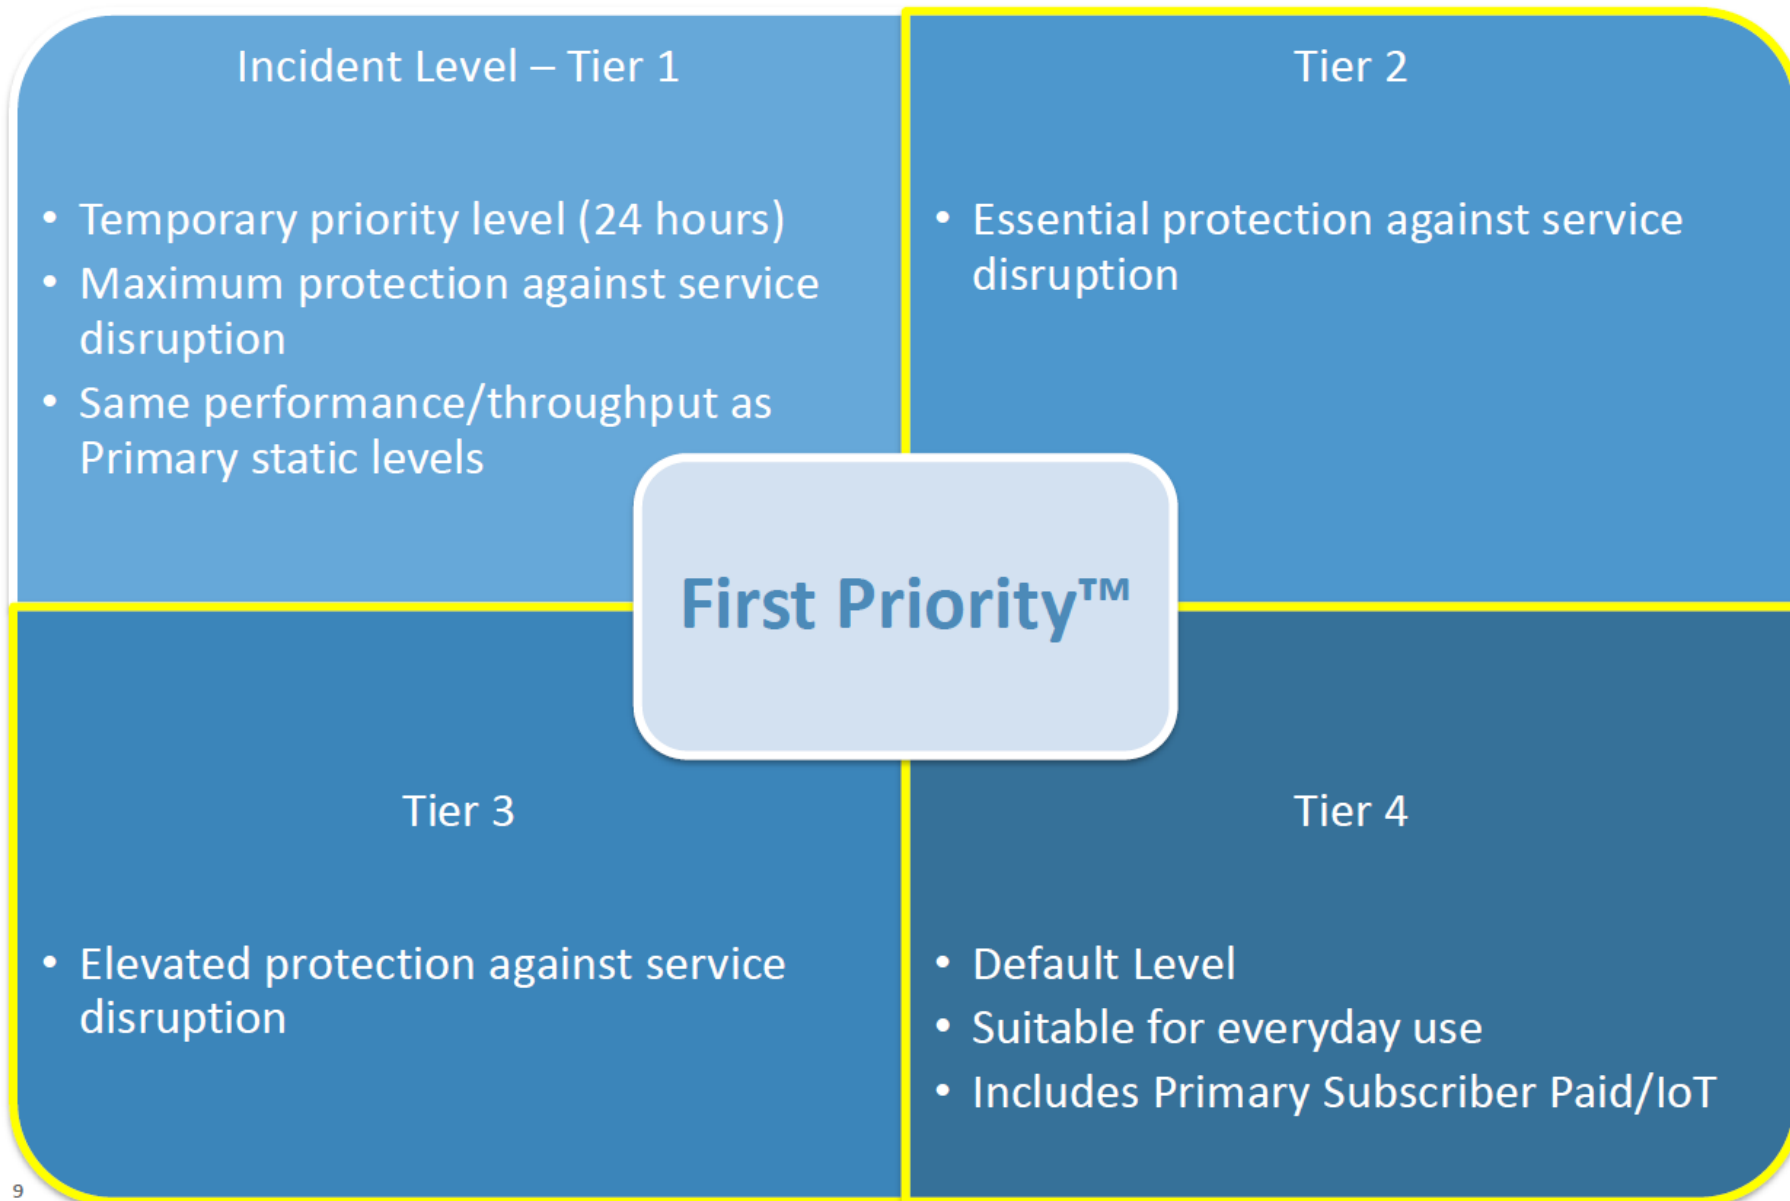 Incident Level – Tier 1
• Temporary priority level (24 hours)
• Maximum protection against service
disruption
• Same performance/throughput as
Primary static levels
Tier 2
• Essential protection against service
disruption
First Priority™
Tier 3
• Elevated protection against service
disruption
Tier 4
• Default Level
• Suitable for everyday use
• Includes Primary Subscriber Paid/IoT
9